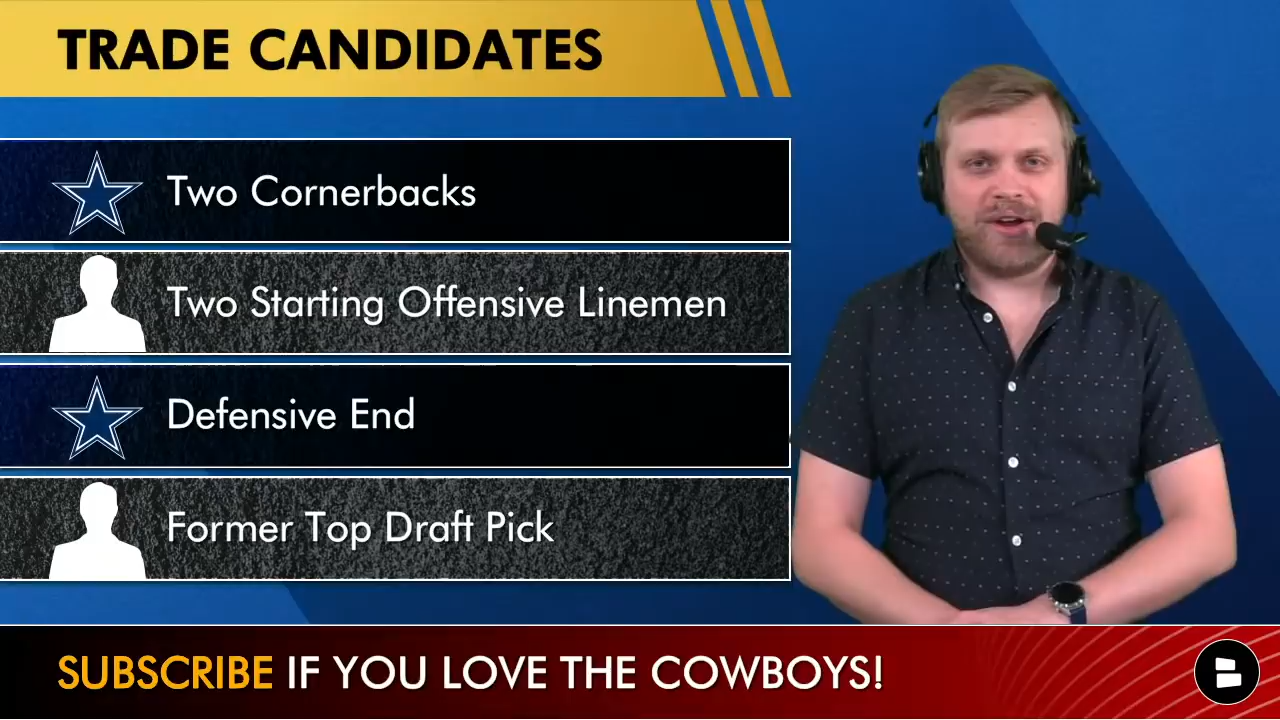 TRADE CANDIDATES
Two Cornerbacks
Two Starting Offensive Linemen
Defensive End
Former Top Draft Pick
SUBSCRIBE IF YOU LOVE THE COWBOYS!